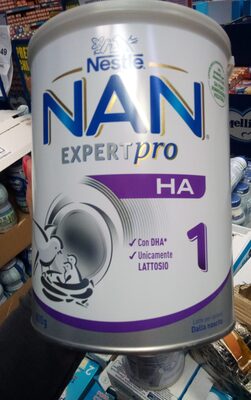 Nestlé
NAN
EXPERTpro
HA
✓ Con DHA*
✓ Unicamente
LATTOSIO
1
Dalla nascita